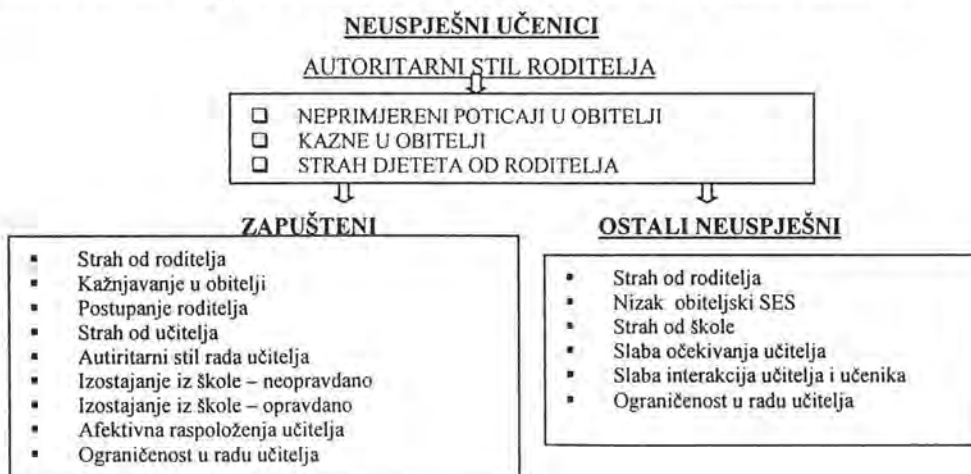 NEUSPJEŠNI UČENICI
AUTORITARNI STIL RODITELJA
❑ NEPRIMJERENI POTICAJI U OBITELJI
❑ KAZNE U OBITELJI
❑ STRAH DJETETA OD RODITELJA
ZAPUŠTENI
▪ Strah od roditelja
▪ Kažnjavanje u obitelji
▪ Postupanje roditelja
▪ Strah od učitelja
▪ Autiritarni stil rada učitelja
▪ Izostajanje iz škole – neopravdano
▪ Izostajanje iz škole – opravdano
▪ Afektivna raspoloženja učitelja
▪ Ograničenost u radu učitelja
OSTALI NEUSPJEŠNI
▪ Strah od roditelja
▪ Nizak obiteljski SES
▪ Strah od škole
▪ Slaba očekivanja učitelja
▪ Slaba interakcija učitelja i učenika
▪ Ograničenost u radu učitelja